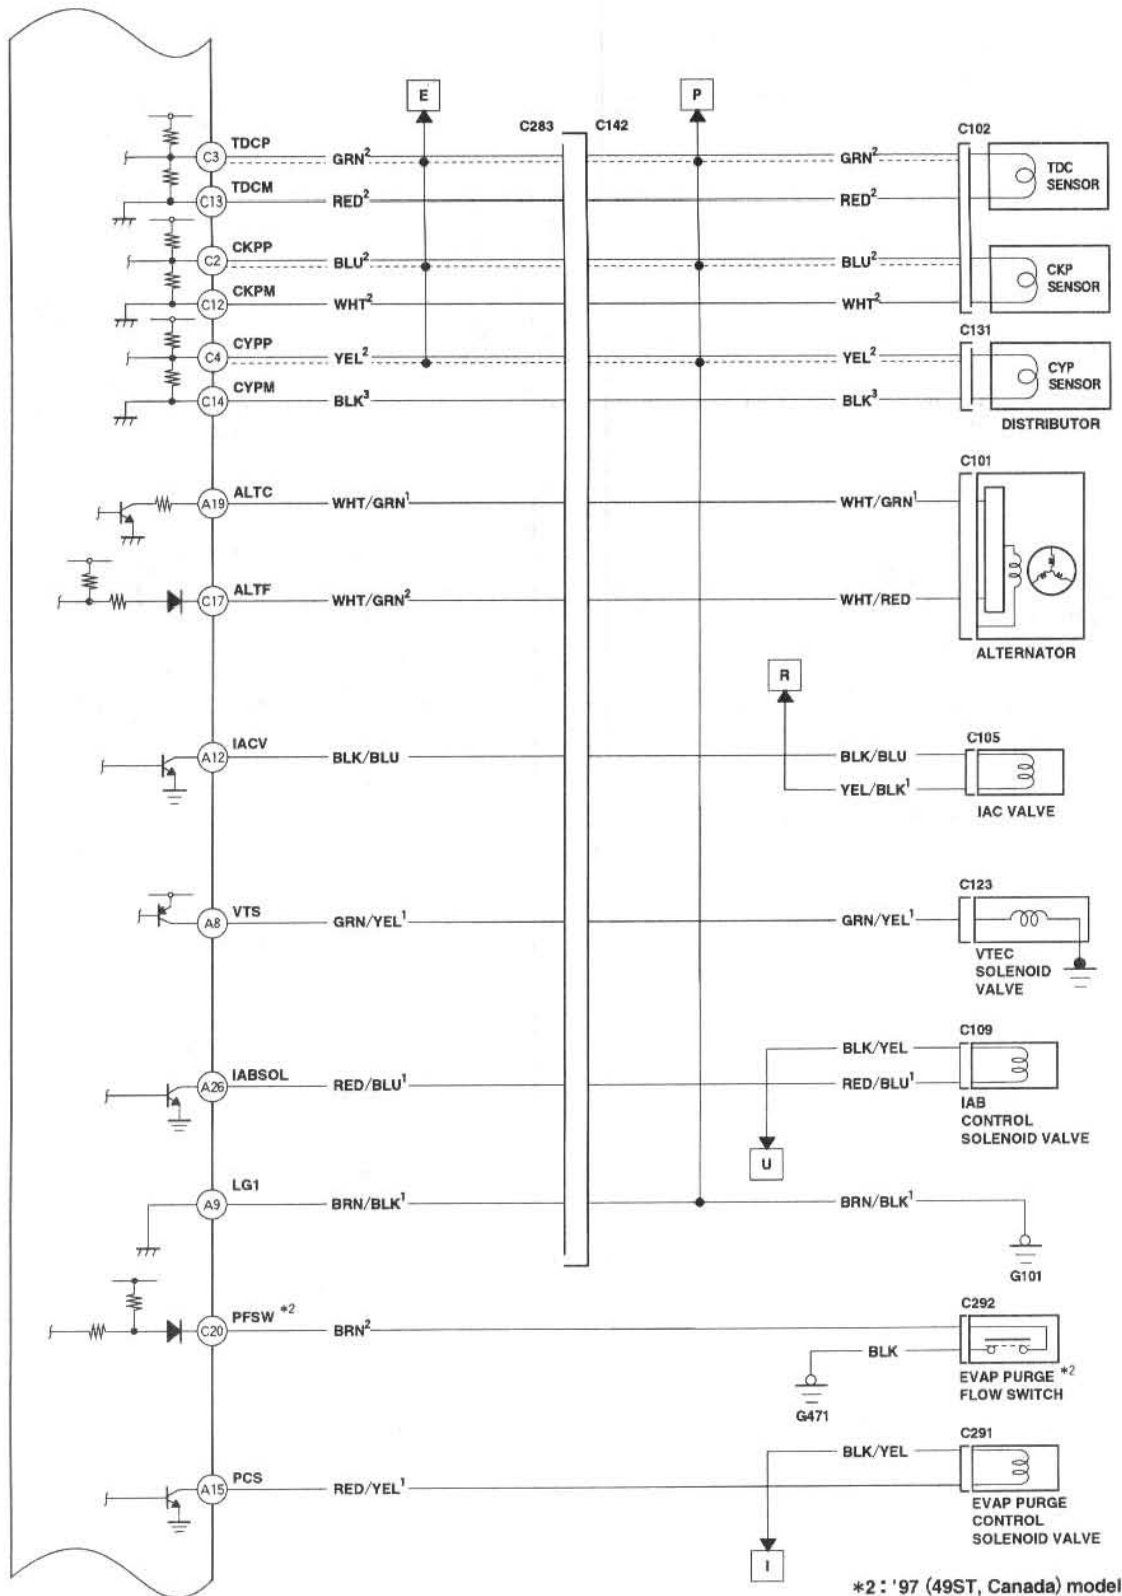 E
P
C283
C142
C102
TDCP
C3
GRN²
GRN²
TDC
SENSOR
TDCM
C13
RED²
RED²
CKPP
C2
BLU²
BLU²
CKP
SENSOR
CKPM
C12
WHT²
WHT²
C131
CYPP
C4
YEL²
YEL²
CYP
SENSOR
CYPM
C14
BLK³
BLK³
DISTRIBUTOR
C101
ALTC
A19
WHT/GRN¹
WHT/GRN¹
ALTF
C17
WHT/GRN²
WHT/RED
ALTERNATOR
R
C105
IACV
A12
BLK/BLU
BLK/BLU
YEL/BLK¹
IAC VALVE
C123
VTS
A8
GRN/YEL¹
GRN/YEL¹
VTEC
SOLENOID
VALVE
C109
BLK/YEL
IABSOL
A26
RED/BLU¹
RED/BLU¹
IAB
CONTROL
SOLENOID VALVE
U
LG1
A9
BRN/BLK¹
BRN/BLK¹
G101
C292
PFSW *2
C20
BRN²
BLK
EVAP PURGE *2
FLOW SWITCH
G471
C291
BLK/YEL
PCS
A15
RED/YEL¹
EVAP PURGE
CONTROL
SOLENOID VALVE
I
*2: '97 (49ST, Canada) model